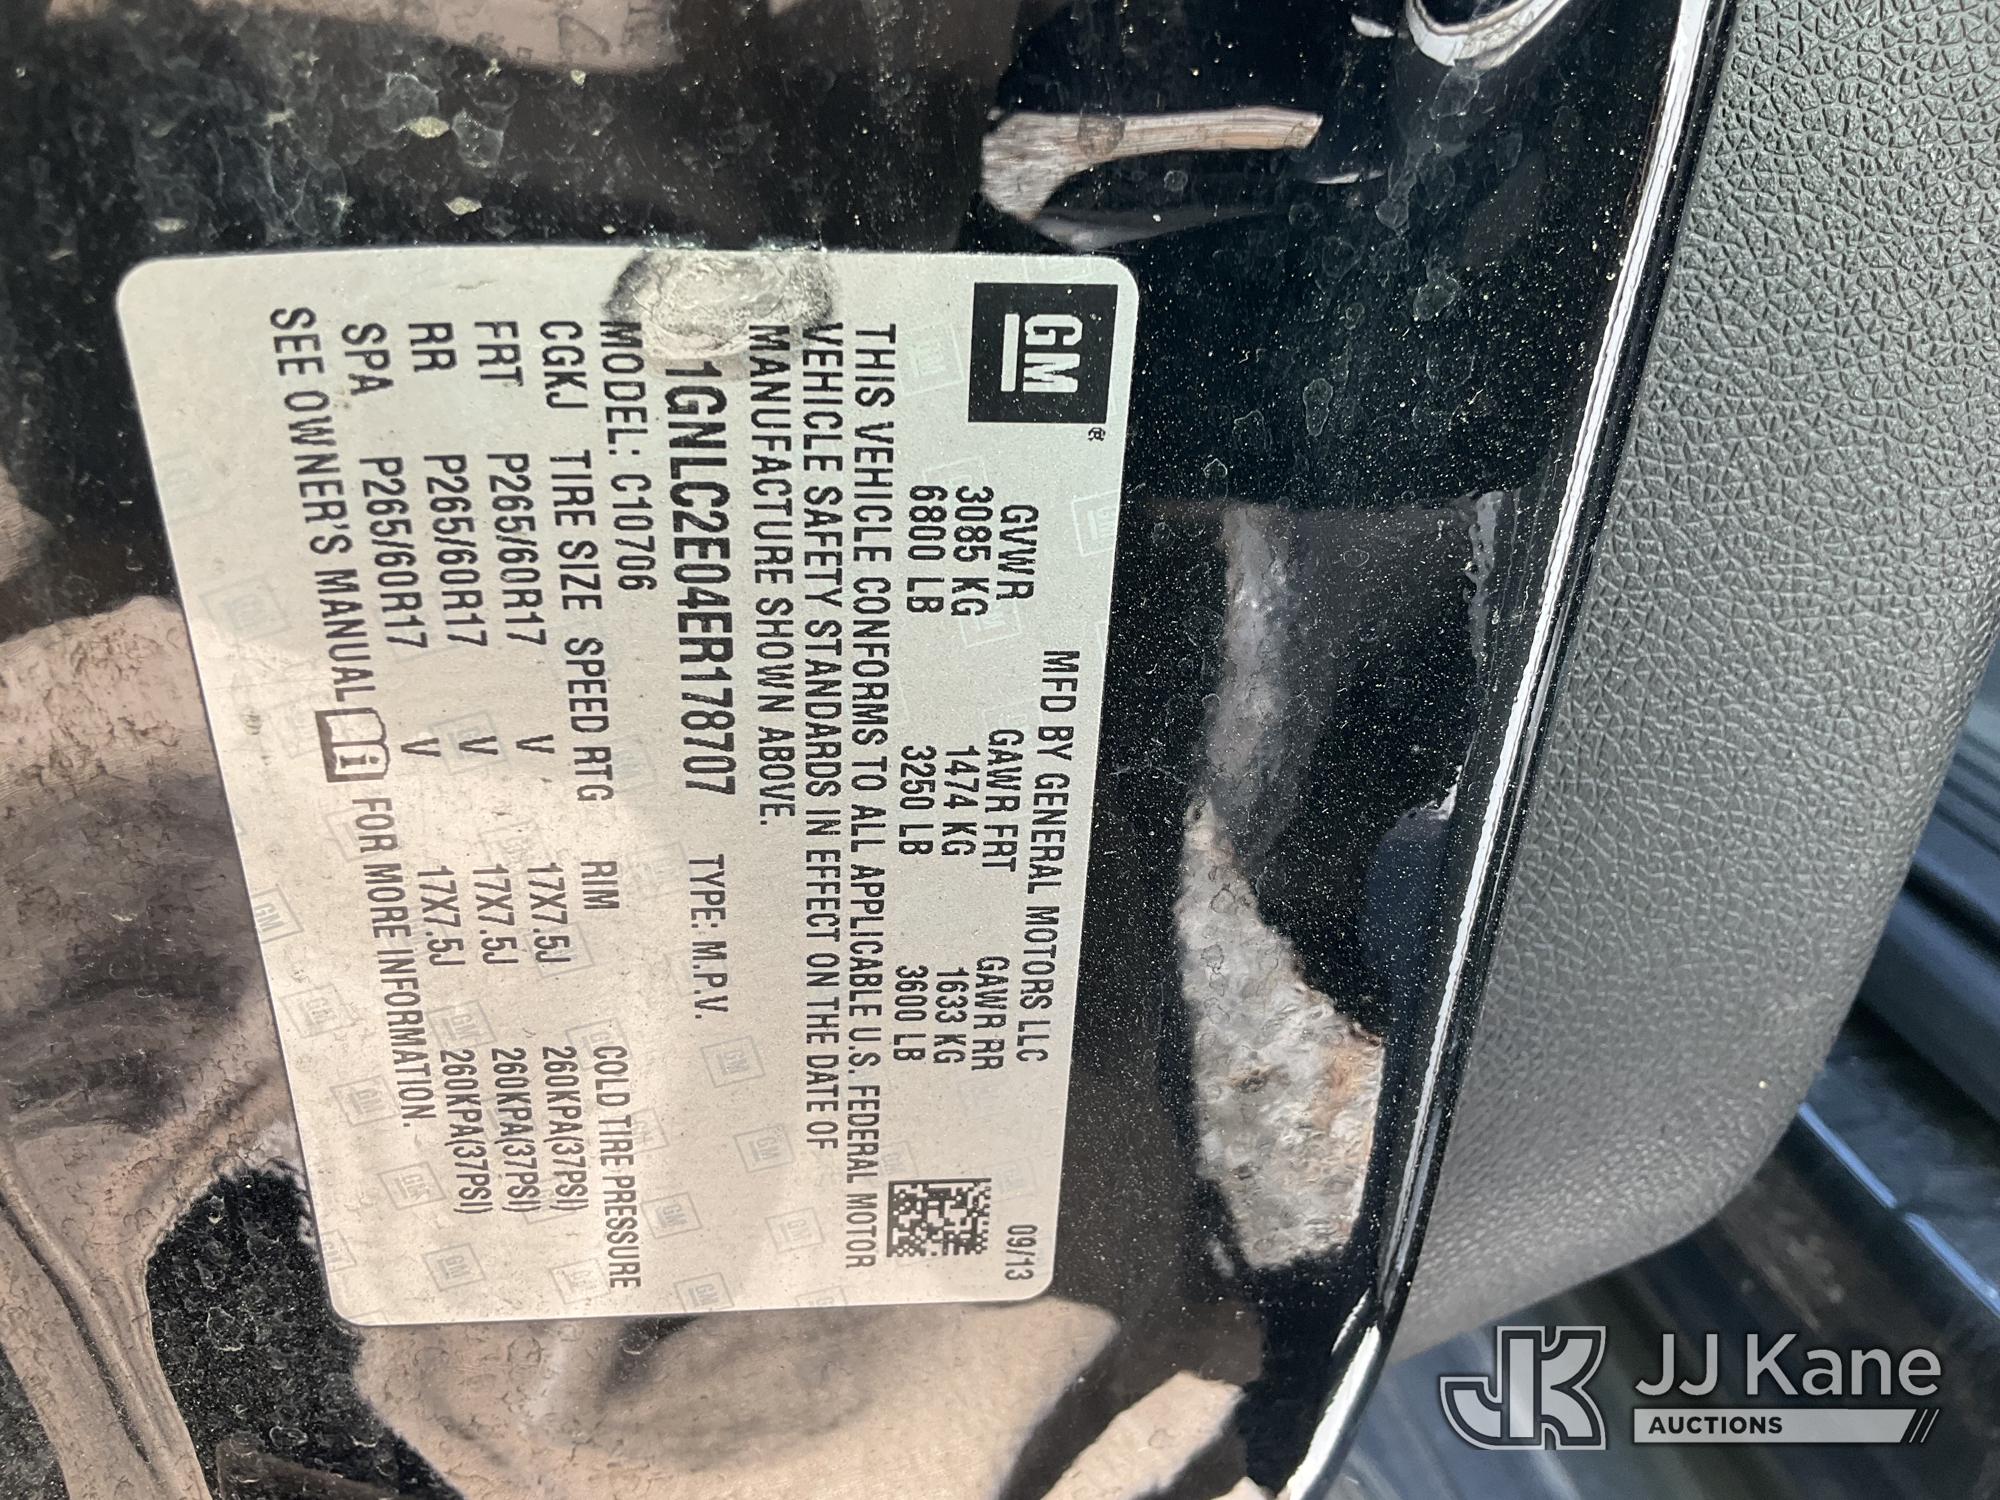 GM®
MFD BY GENERAL MOTORS LLC 09/13
GVWR GAWR FRT GAWR RR
3085 KG 1474 KG 1633 KG
6800 LB 3250 LB 3600 LB
THIS VEHICLE CONFORMS TO ALL APPLICABLE U.S. FEDERAL MOTOR
VEHICLE SAFETY STANDARDS IN EFFECT ON THE DATE OF
MANUFACTURE SHOWN ABOVE.
1GNLC2E04ER178707 TYPE: M.P.V.
MODEL: C10706
CGKJ TIRE SIZE SPEED RTG RIM COLD TIRE PRESSURE
FRT P265/60R17 V 17X7.5J 260KPA(37PSI)
RR P265/60R17 V 17X7.5J 260KPA(37PSI)
SPA P265/60R17 V 17X7.5J 260KPA(37PSI)
SEE OWNER'S MANUAL i FOR MORE INFORMATION.
JK JJ Kane
AUCTIONS